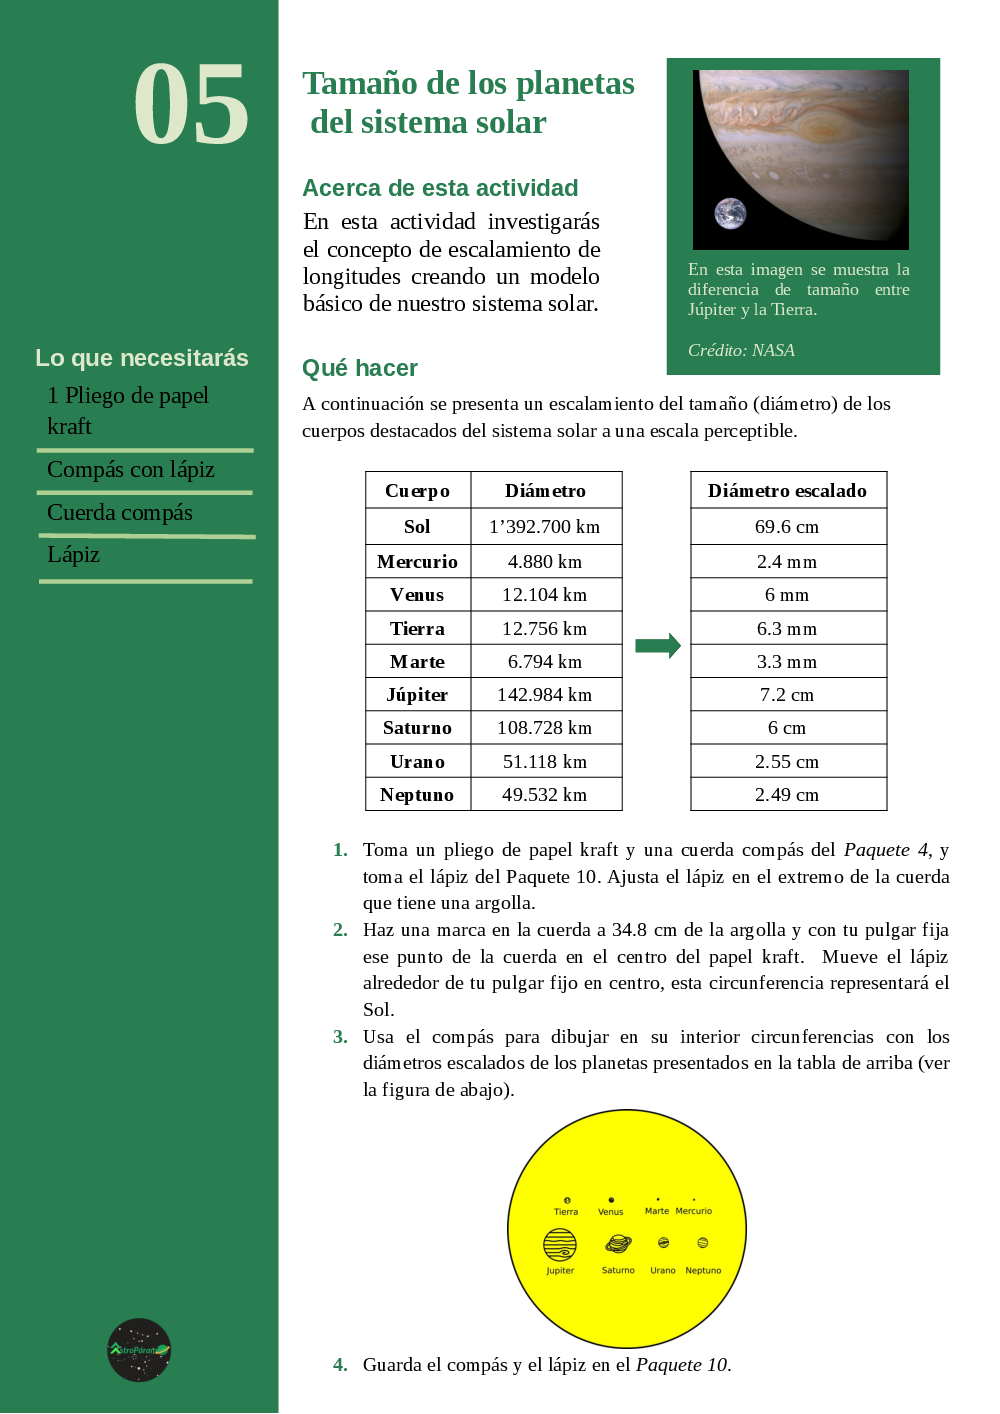 05
Tamaño de los planetas
del sistema solar
Acerca de esta actividad
En esta actividad investigarás
el concepto de escalamiento de
longitudes creando un modelo
básico de nuestro sistema solar.
En esta imagen se muestra la
diferencia de tamaño entre
Júpiter y la Tierra.
Crédito: NASA
Lo que necesitarás
1 Pliego de papel
kraft
Compás con lápiz
Cuerda compás
Lápiz
Qué hacer
A continuación se presenta un escalamiento del tamaño (diámetro) de los
cuerpos destacados del sistema solar a una escala perceptible.
Cuerpo Diámetro Diámetro escalado
Sol 1’392.700 km 69.6 cm
Mercurio 4.880 km 2.4 mm
Venus 12.104 km 6 mm
Tierra 12.756 km 6.3 mm
Marte 6.794 km 3.3 mm
Júpiter 142.984 km 7.2 cm
Saturno 108.728 km 6 cm
Urano 51.118 km 2.55 cm
Neptuno 49.532 km 2.49 cm
1. Toma un pliego de papel kraft y una cuerda compás del Paquete 4, y
toma el lápiz del Paquete 10. Ajusta el lápiz en el extremo de la cuerda
que tiene una argolla.
2. Haz una marca en la cuerda a 34.8 cm de la argolla y con tu pulgar fija
ese punto de la cuerda en el centro del papel kraft. Mueve el lápiz
alrededor de tu pulgar fijo en centro, esta circunferencia representará el
Sol.
3. Usa el compás para dibujar en su interior circunferencias con los
diámetros escalados de los planetas presentados en la tabla de arriba (ver
la figura de abajo).
Tierra Venus Marte Mercurio
Jupiter Saturno Urano Neptuno
4. Guarda el compás y el lápiz en el Paquete 10.